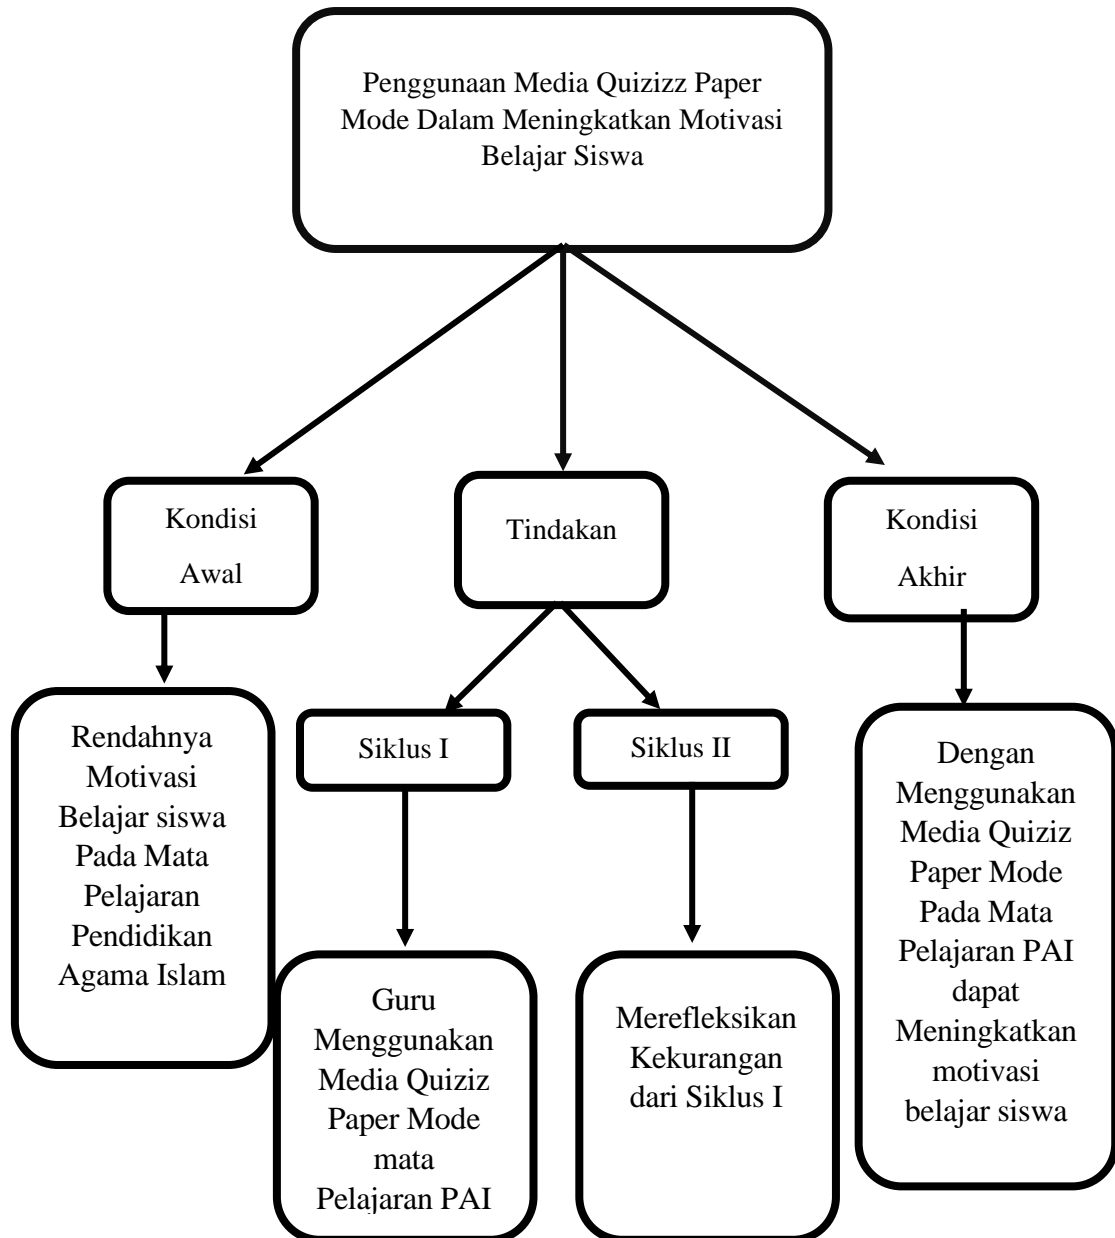 Penggunaan Media Quizizz Paper
Mode Dalam Meningkatkan Motivasi
Belajar Siswa
Kondisi
Awal
Tindakan
Kondisi
Akhir
Rendahnya
Motivasi
Belajar siswa
Pada Mata
Pelajaran
Pendidikan
Agama Islam
Siklus I
Siklus II
Guru
Menggunakan
Media Quiziz
Paper Mode
mata
Pelajaran PAI
Merefleksikan
Kekurangan
dari Siklus I
Dengan
Menggunakan
Media Quiziz
Paper Mode
Pada Mata
Pelajaran PAI
dapat
Meningkatkan
motivasi
belajar siswa